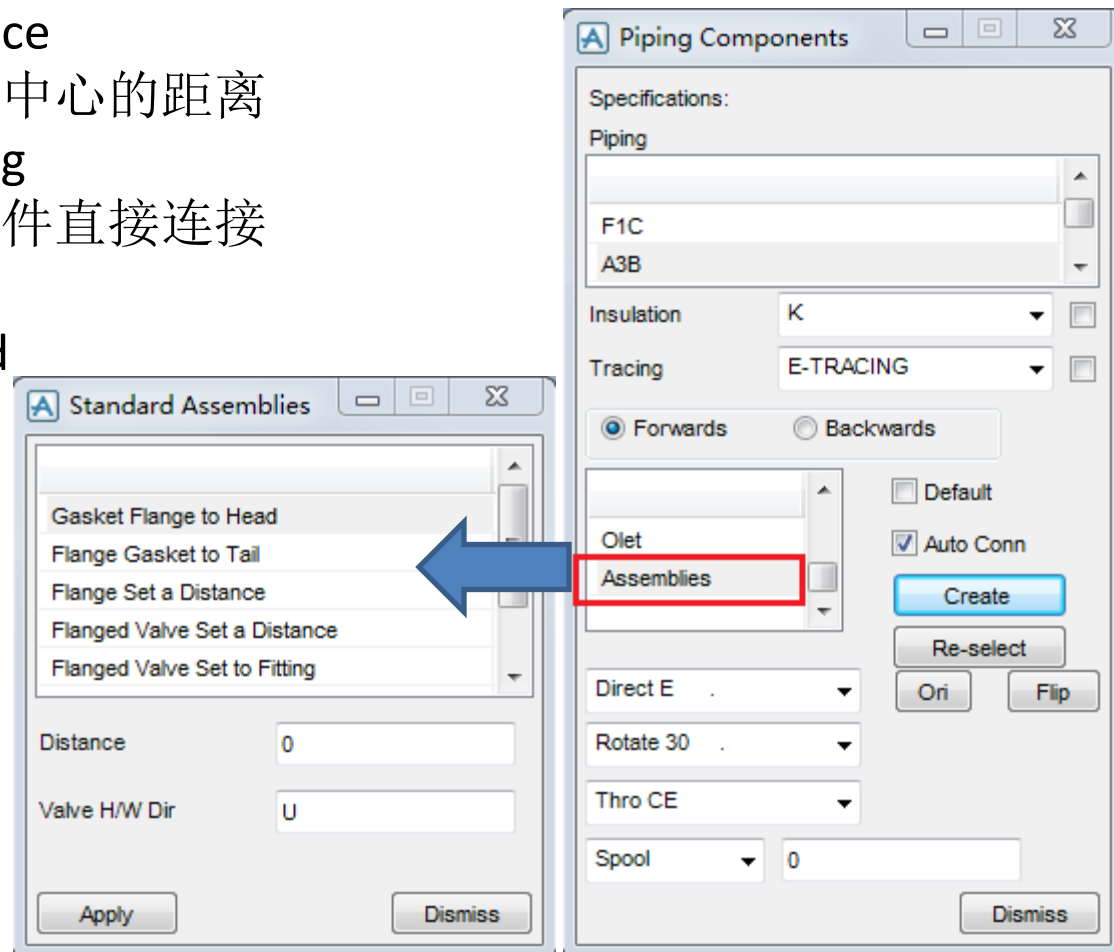 ce
中心的距离
g
件直接连接
d
Piping Components
Specifications:
Piping
F1C
A3B
Insulation K
Tracing E-TRACING
Forwards Backwards
Olet
Assemblies
Default
Auto Conn
Create
Re-select
Ori Flip
Direct E .
Rotate 30 .
Thro CE
Spool 0
Dismiss
Standard Assemblies
Gasket Flange to Head
Flange Gasket to Tail
Flange Set a Distance
Flanged Valve Set a Distance
Flanged Valve Set to Fitting
Distance 0
Valve H/W Dir U
Apply Dismiss